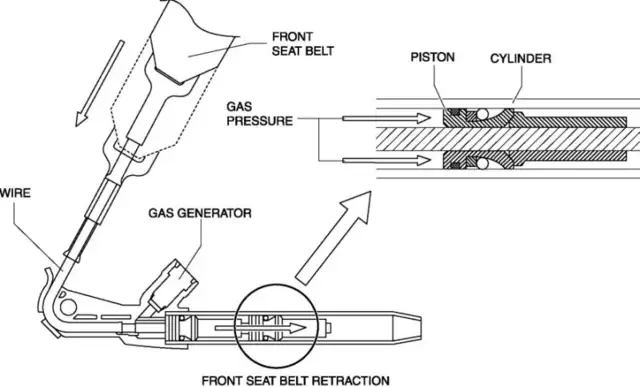 FRONT
SEAT BELT
PISTON
CYLINDER
GAS
PRESSURE
WIRE
GAS GENERATOR
FRONT SEAT BELT RETRACTION